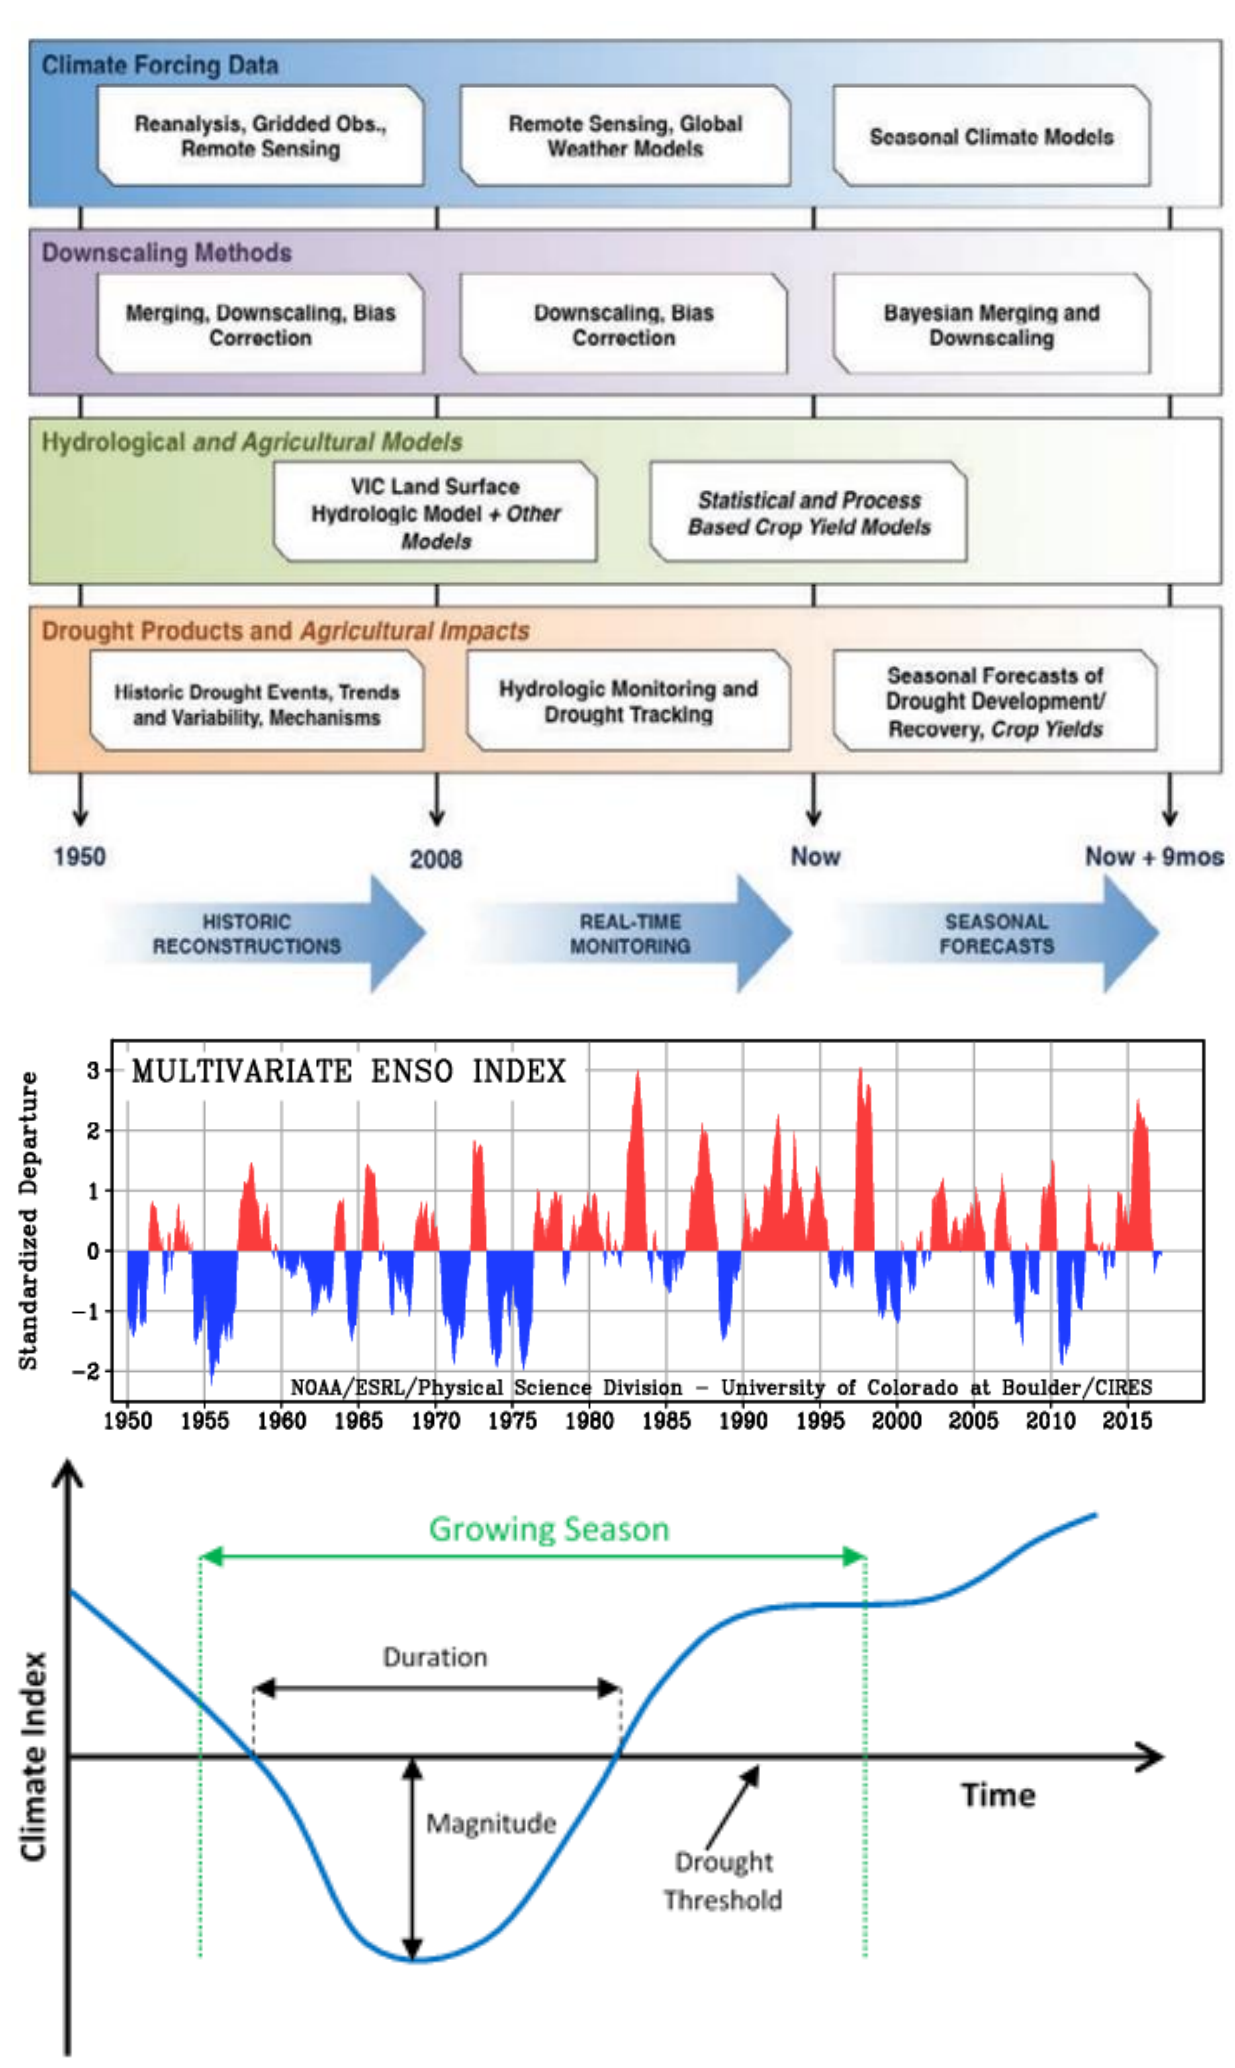 Climate Forcing Data
Reanalysis, Gridded Obs.,
Remote Sensing
Remote Sensing, Global
Weather Models
Seasonal Climate Models
Downscaling Methods
Merging, Downscaling, Bias
Correction
Downscaling, Bias
Correction
Bayesian Merging and
Downscaling
Hydrological and Agricultural Models
VIC Land Surface
Hydrologic Model + Other
Models
Statistical and Process
Based Crop Yield Models
Drought Products and Agricultural Impacts
Historic Drought Events, Trends
and Variability, Mechanisms
Hydrologic Monitoring and
Drought Tracking
Seasonal Forecasts of
Drought Development/
Recovery, Crop Yields
1950
2008
Now
Now + 9mos
HISTORIC
RECONSTRUCTIONS
REAL-TIME
MONITORING
SEASONAL
FORECASTS
MULTIVARIATE ENSO INDEX
Standardized Departure
3
2
1
0
−1
−2
NOAA/ESRL/Physical Science Division − University of Colorado at Boulder/CIRES
1950 1955 1960 1965 1970 1975 1980 1985 1990 1995 2000 2005 2010 2015
Growing Season
Duration
Climate Index
Magnitude
Time
Drought
Threshold